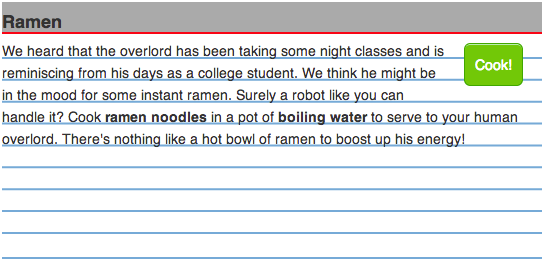 Ramen
We heard that the overlord has been taking some night classes and is
Cook!
reminiscing from his days as a college student. We think he might be
in the mood for some instant ramen. Surely a robot like you can
handle it? Cook ramen noodles in a pot of boiling water to serve to your human
overlord. There's nothing like a hot bowl of ramen to boost up his energy!